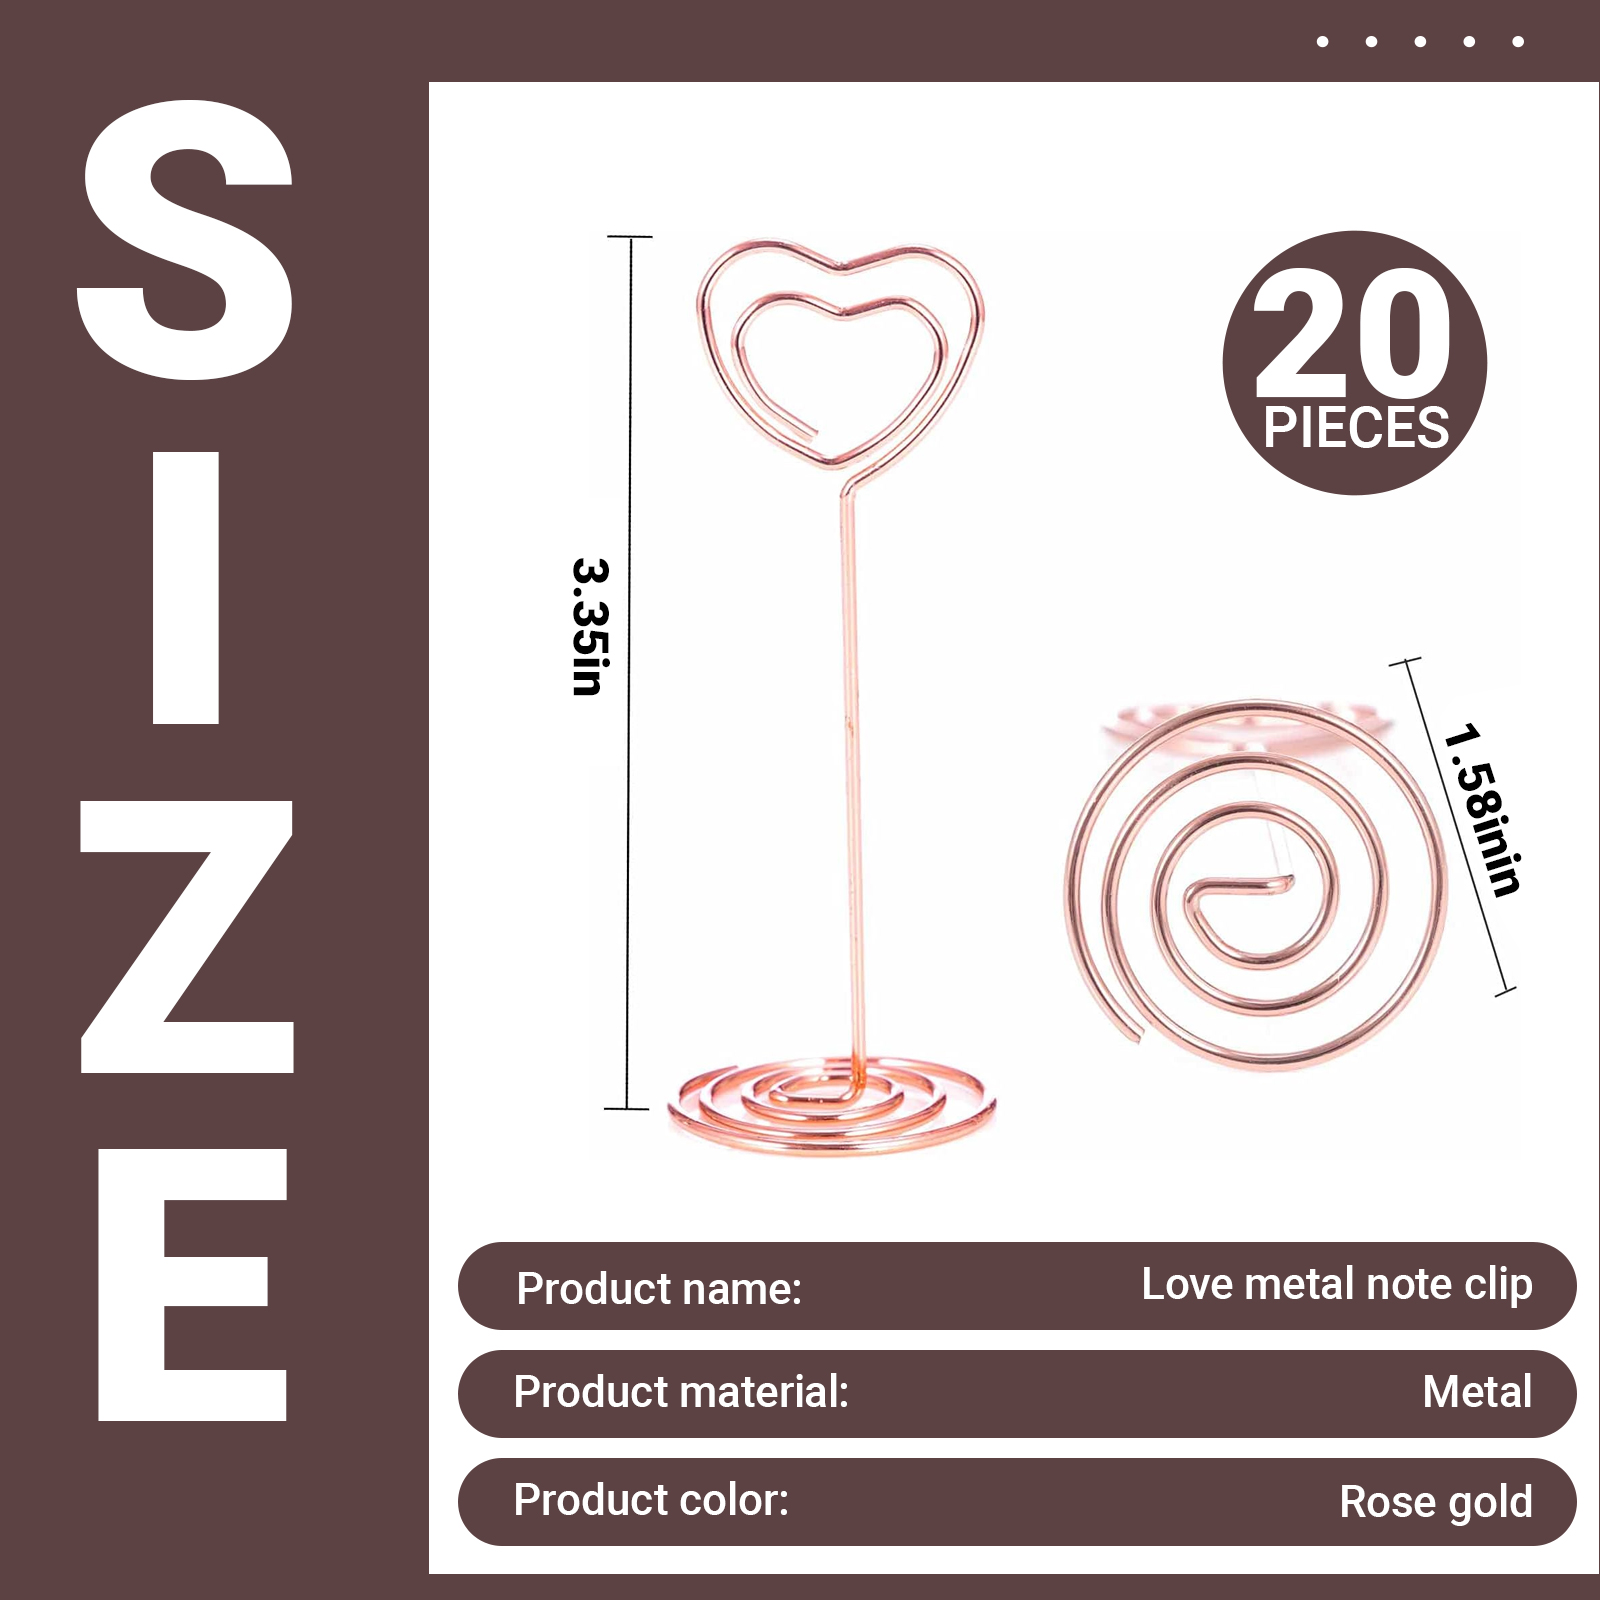 SIZE
20
PIECES
3.35in
1.58inin
Product name: Love metal note clip
Product material: Metal
Product color: Rose gold